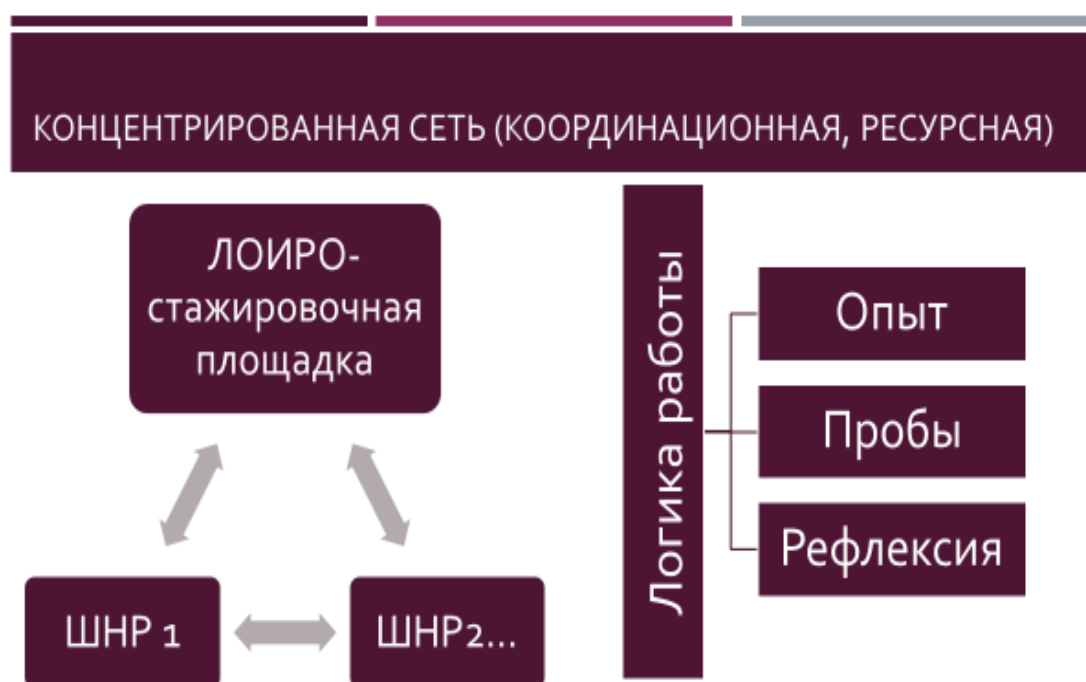 КОНЦЕНТРИРОВАННАЯ СЕТЬ (КООРДИНАЦИОННАЯ, РЕСУРСНАЯ)
ЛОИРО-
стажировочная
площадка
ШНР 1
ШНР2...
Логика работы
Опыт
Пробы
Рефлексия